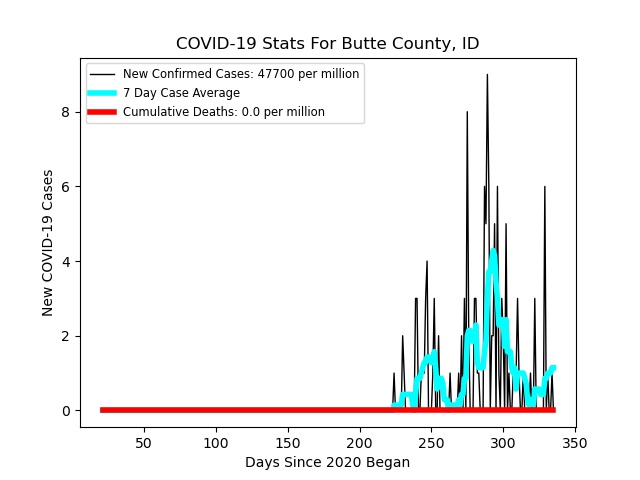 COVID-19 Stats For Butte County, ID
New Confirmed Cases: 47700 per million
7 Day Case Average
Cumulative Deaths: 0.0 per million
New COVID-19 Cases
8
6
4
2
0
50 100 150 200 250 300 350
Days Since 2020 Began